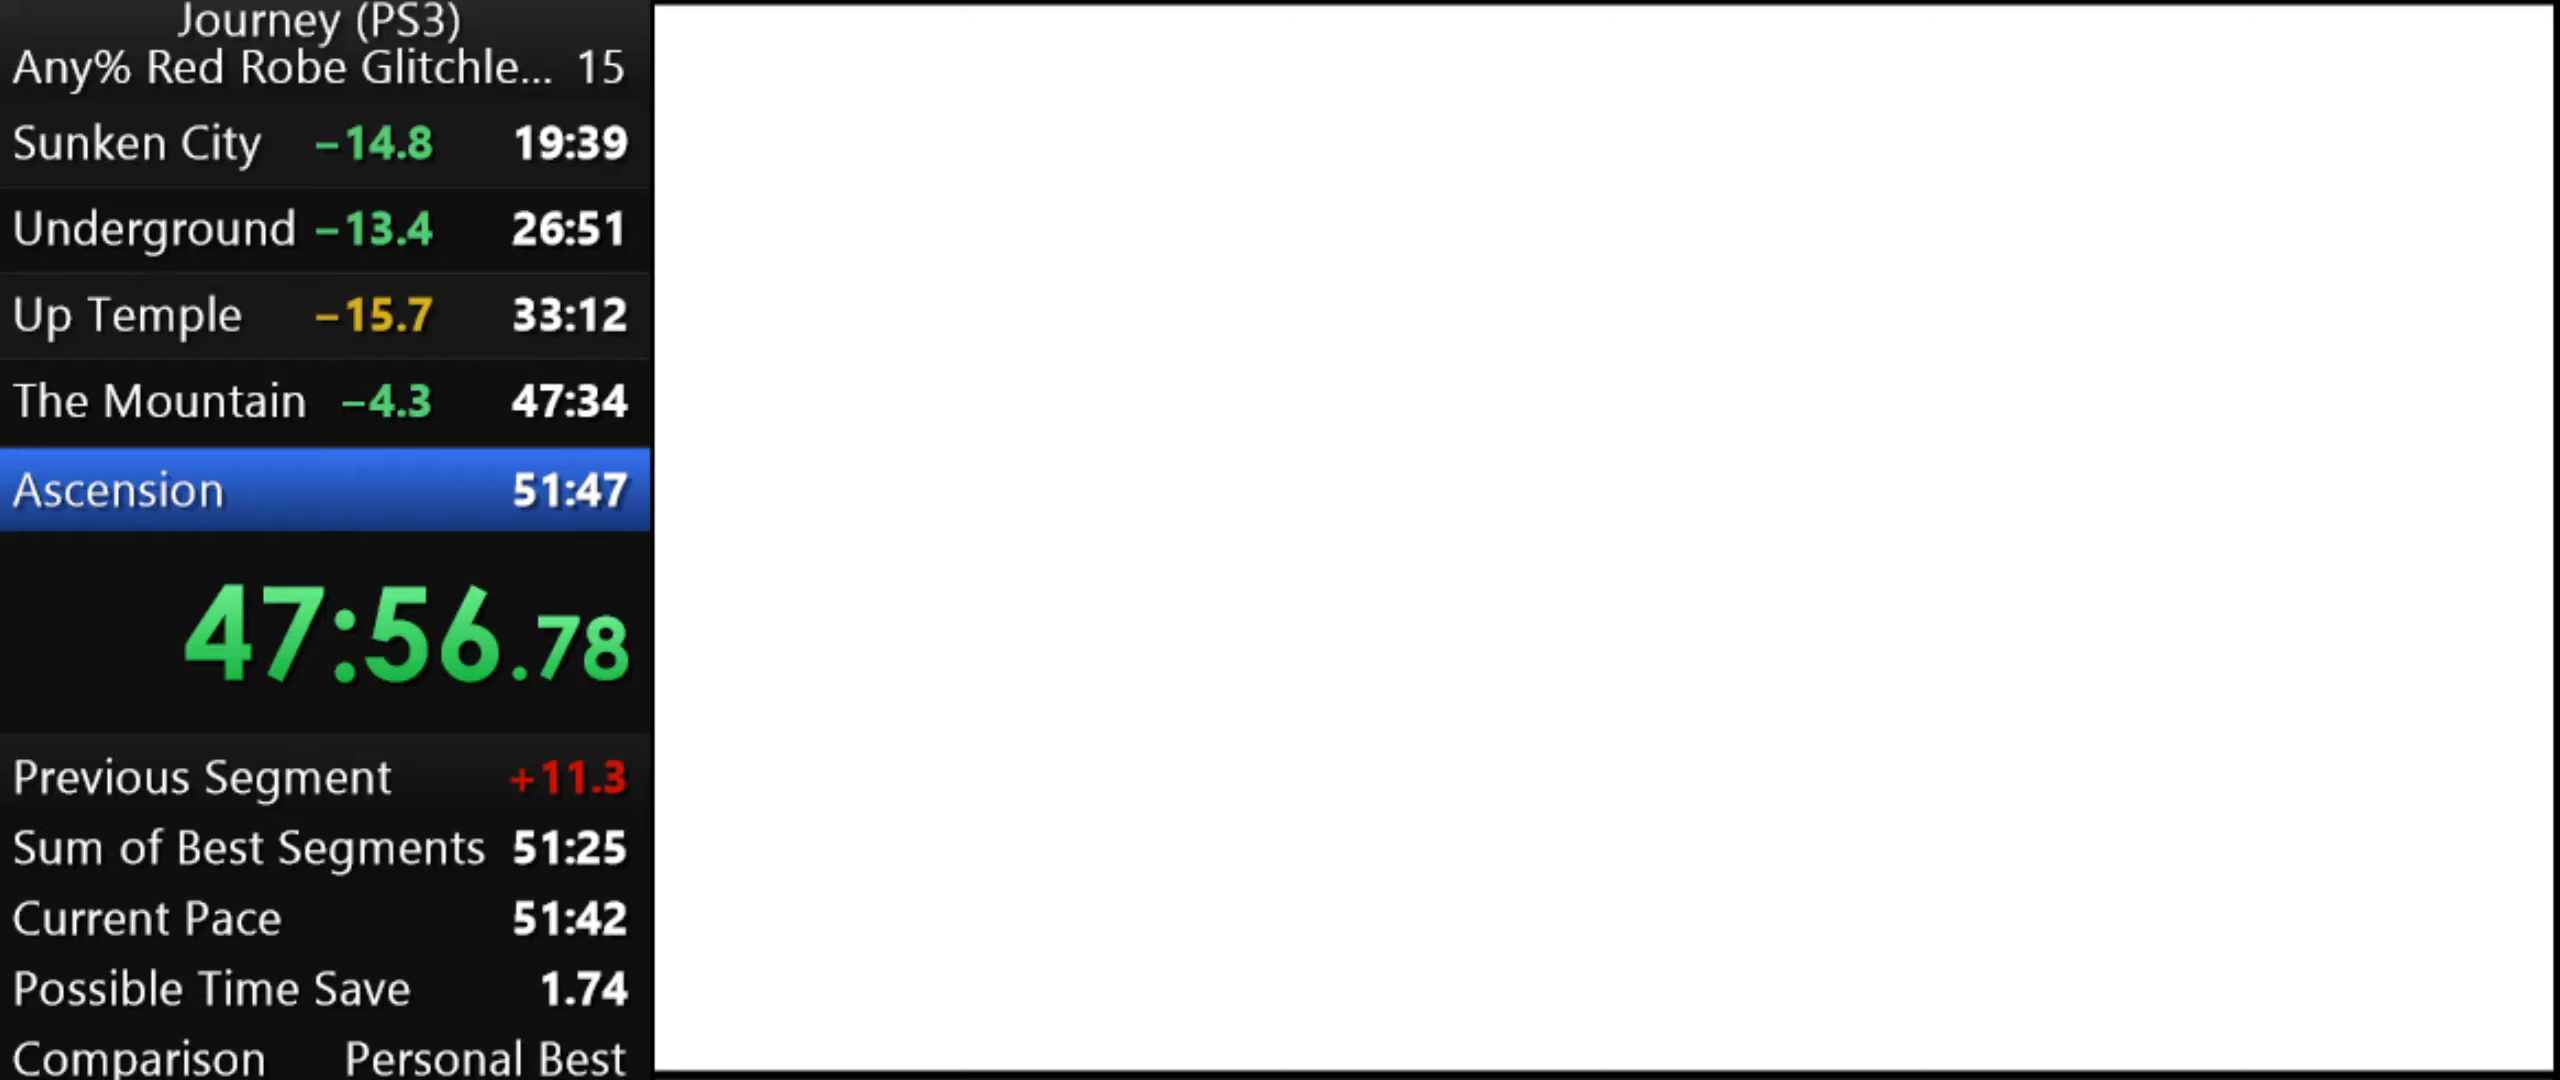 Journey (PS3)
Any% Red Robe Glitchle... 15
Sunken City −14.8 19:39
Underground −13.4 26:51
Up Temple −15.7 33:12
The Mountain −4.3 47:34
Ascension 51:47
47:56.78
Previous Segment +11.3
Sum of Best Segments 51:25
Current Pace 51:42
Possible Time Save 1.74
Comparison Personal Best